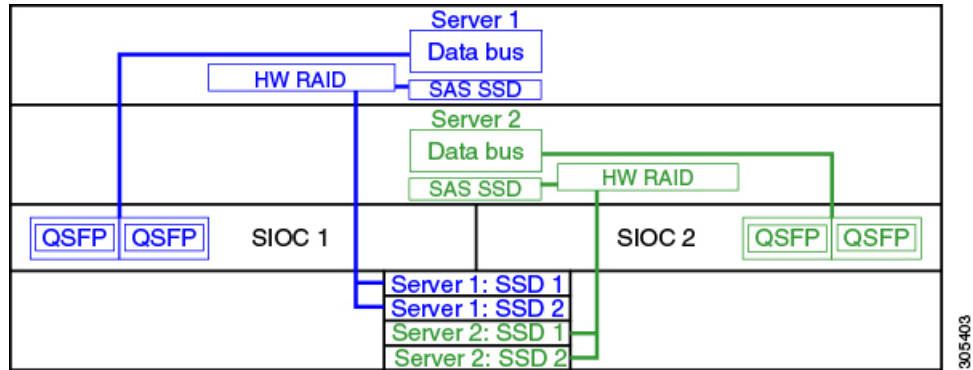 Server 1
Data bus
HW RAID
SAS SSD
Server 2
Data bus
HW RAID
SAS SSD
QSFP QSFP SIOC 1 SIOC 2 QSFP QSFP
Server 1: SSD 1
Server 1: SSD 2
Server 2: SSD 1
Server 2: SSD 2
305403